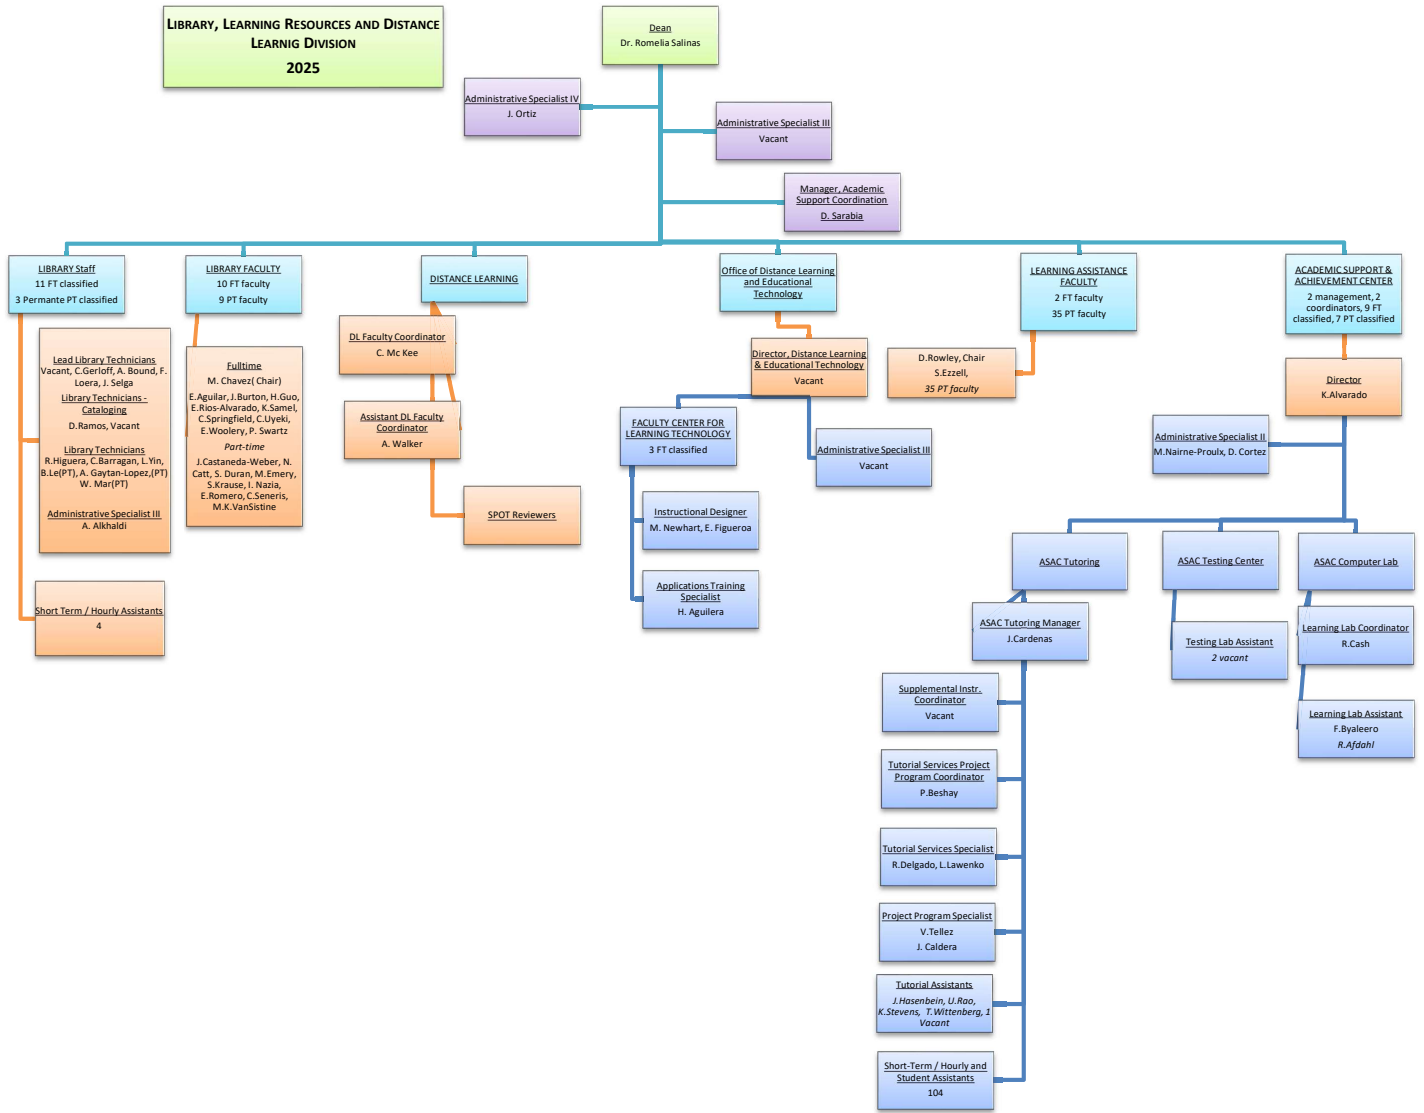 LIBRARY, LEARNING RESOURCES AND DISTANCE
LEARNIG DIVISION
2025
Dean
Dr. Romelia Salinas
Administrative Specialist IV
J. Ortiz
Administrative Specialist III
Vacant
Manager, Academic
Support Coordination
D. Sarabia
LIBRARY Staff
11 FT classified
3 Permante PT classified
LIBRARY FACULTY
10 FT faculty
9 PT faculty
DISTANCE LEARNING
Office of Distance Learning
and Educational
Technology
LEARNING ASSISTANCE
FACULTY
2 FT faculty
35 PT faculty
ACADEMIC SUPPORT &
ACHIEVEMENT CENTER
2 management, 2
coordinators, 9 FT
classified, 7 PT classified
Lead Library Technicians
Vacant, C.Gerloff, A. Bound, F.
Loera, J. Selga
Library Technicians -
Cataloging
D.Ramos, Vacant
Library Technicians
R.Higuera, C.Barragan, L.Yin,
B.Le(PT), A. Gaytan-Lopez,(PT)
W. Mar(PT)
Administrative Specialist III
A. Alkhaldi
Short Term / Hourly Assistants
4
Fulltime
M. Chavez( Chair)
E.Aguilar, J.Burton, H.Guo,
E.Rios-Alvarado, K.Samel,
C.Springfield, C.Uyeki,
E.Woolery, P. Swartz
Part-time
J.Castaneda-Weber, N.
Catt, S. Duran, M.Emery,
S.Krause, I. Nazia,
E.Romero, C.Seneris,
M.K.VanSistine
DL Faculty Coordinator
C. Mc Kee
Assistant DL Faculty
Coordinator
A. Walker
SPOT Reviewers
Director, Distance Learning
& Educational Technology
Vacant
FACULTY CENTER FOR
LEARNING TECHNOLOGY
3 FT classified
Administrative Specialist III
Vacant
Instructional Designer
M. Newhart, E. Figueroa
Applications Training
Specialist
H. Aguilera
D.Rowley, Chair
S.Ezzell,
35 PT faculty
Director
K.Alvarado
Administrative Specialist II
M.Nairne-Proulx, D. Cortez
ASAC Tutoring
ASAC Testing Center
ASAC Computer Lab
ASAC Tutoring Manager
J.Cardenas
Testing Lab Assistant
2 vacant
Learning Lab Coordinator
R.Cash
Learning Lab Assistant
F.Byaleero
R.Afdahl
Supplemental Instr.
Coordinator
Vacant
Tutorial Services Project
Program Coordinator
P.Beshay
Tutorial Services Specialist
R.Delgado, L.Lawenko
Project Program Specialist
V.Tellez
J. Caldera
Tutorial Assistants
J.Hasenbein, U.Rao,
K.Stevens, T.Wittenberg, 1
Vacant
Short-Term / Hourly and
Student Assistants
104